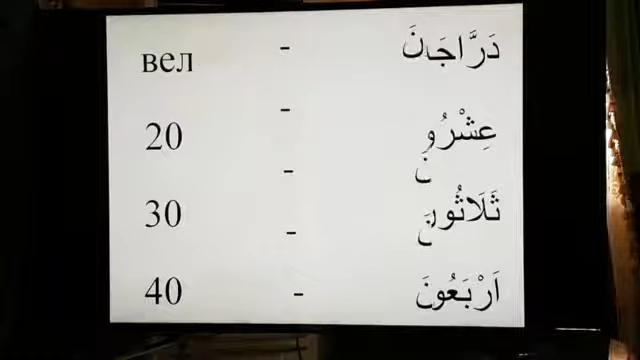 вел - دَرَّاجَانَ
20 - عِشْرُونَ
30 - ثَلَاثُونَ
40 - اَرْبَعُونَ